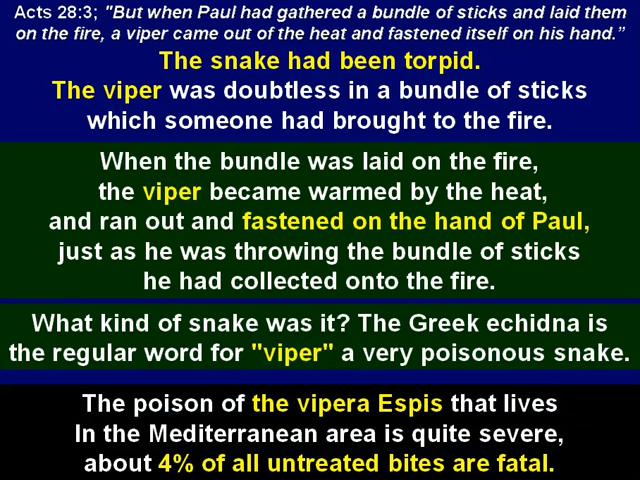 Acts 28:3; "But when Paul had gathered a bundle of sticks and laid them
on the fire, a viper came out of the heat and fastened itself on his hand.”
The snake had been torpid.
The viper was doubtless in a bundle of sticks
which someone had brought to the fire.
When the bundle was laid on the fire,
the viper became warmed by the heat,
and ran out and fastened on the hand of Paul,
just as he was throwing the bundle of sticks
he had collected onto the fire.
What kind of snake was it? The Greek echidna is
the regular word for "viper" a very poisonous snake.
The poison of the vipera Espis that lives
In the Mediterranean area is quite severe,
about 4% of all untreated bites are fatal.